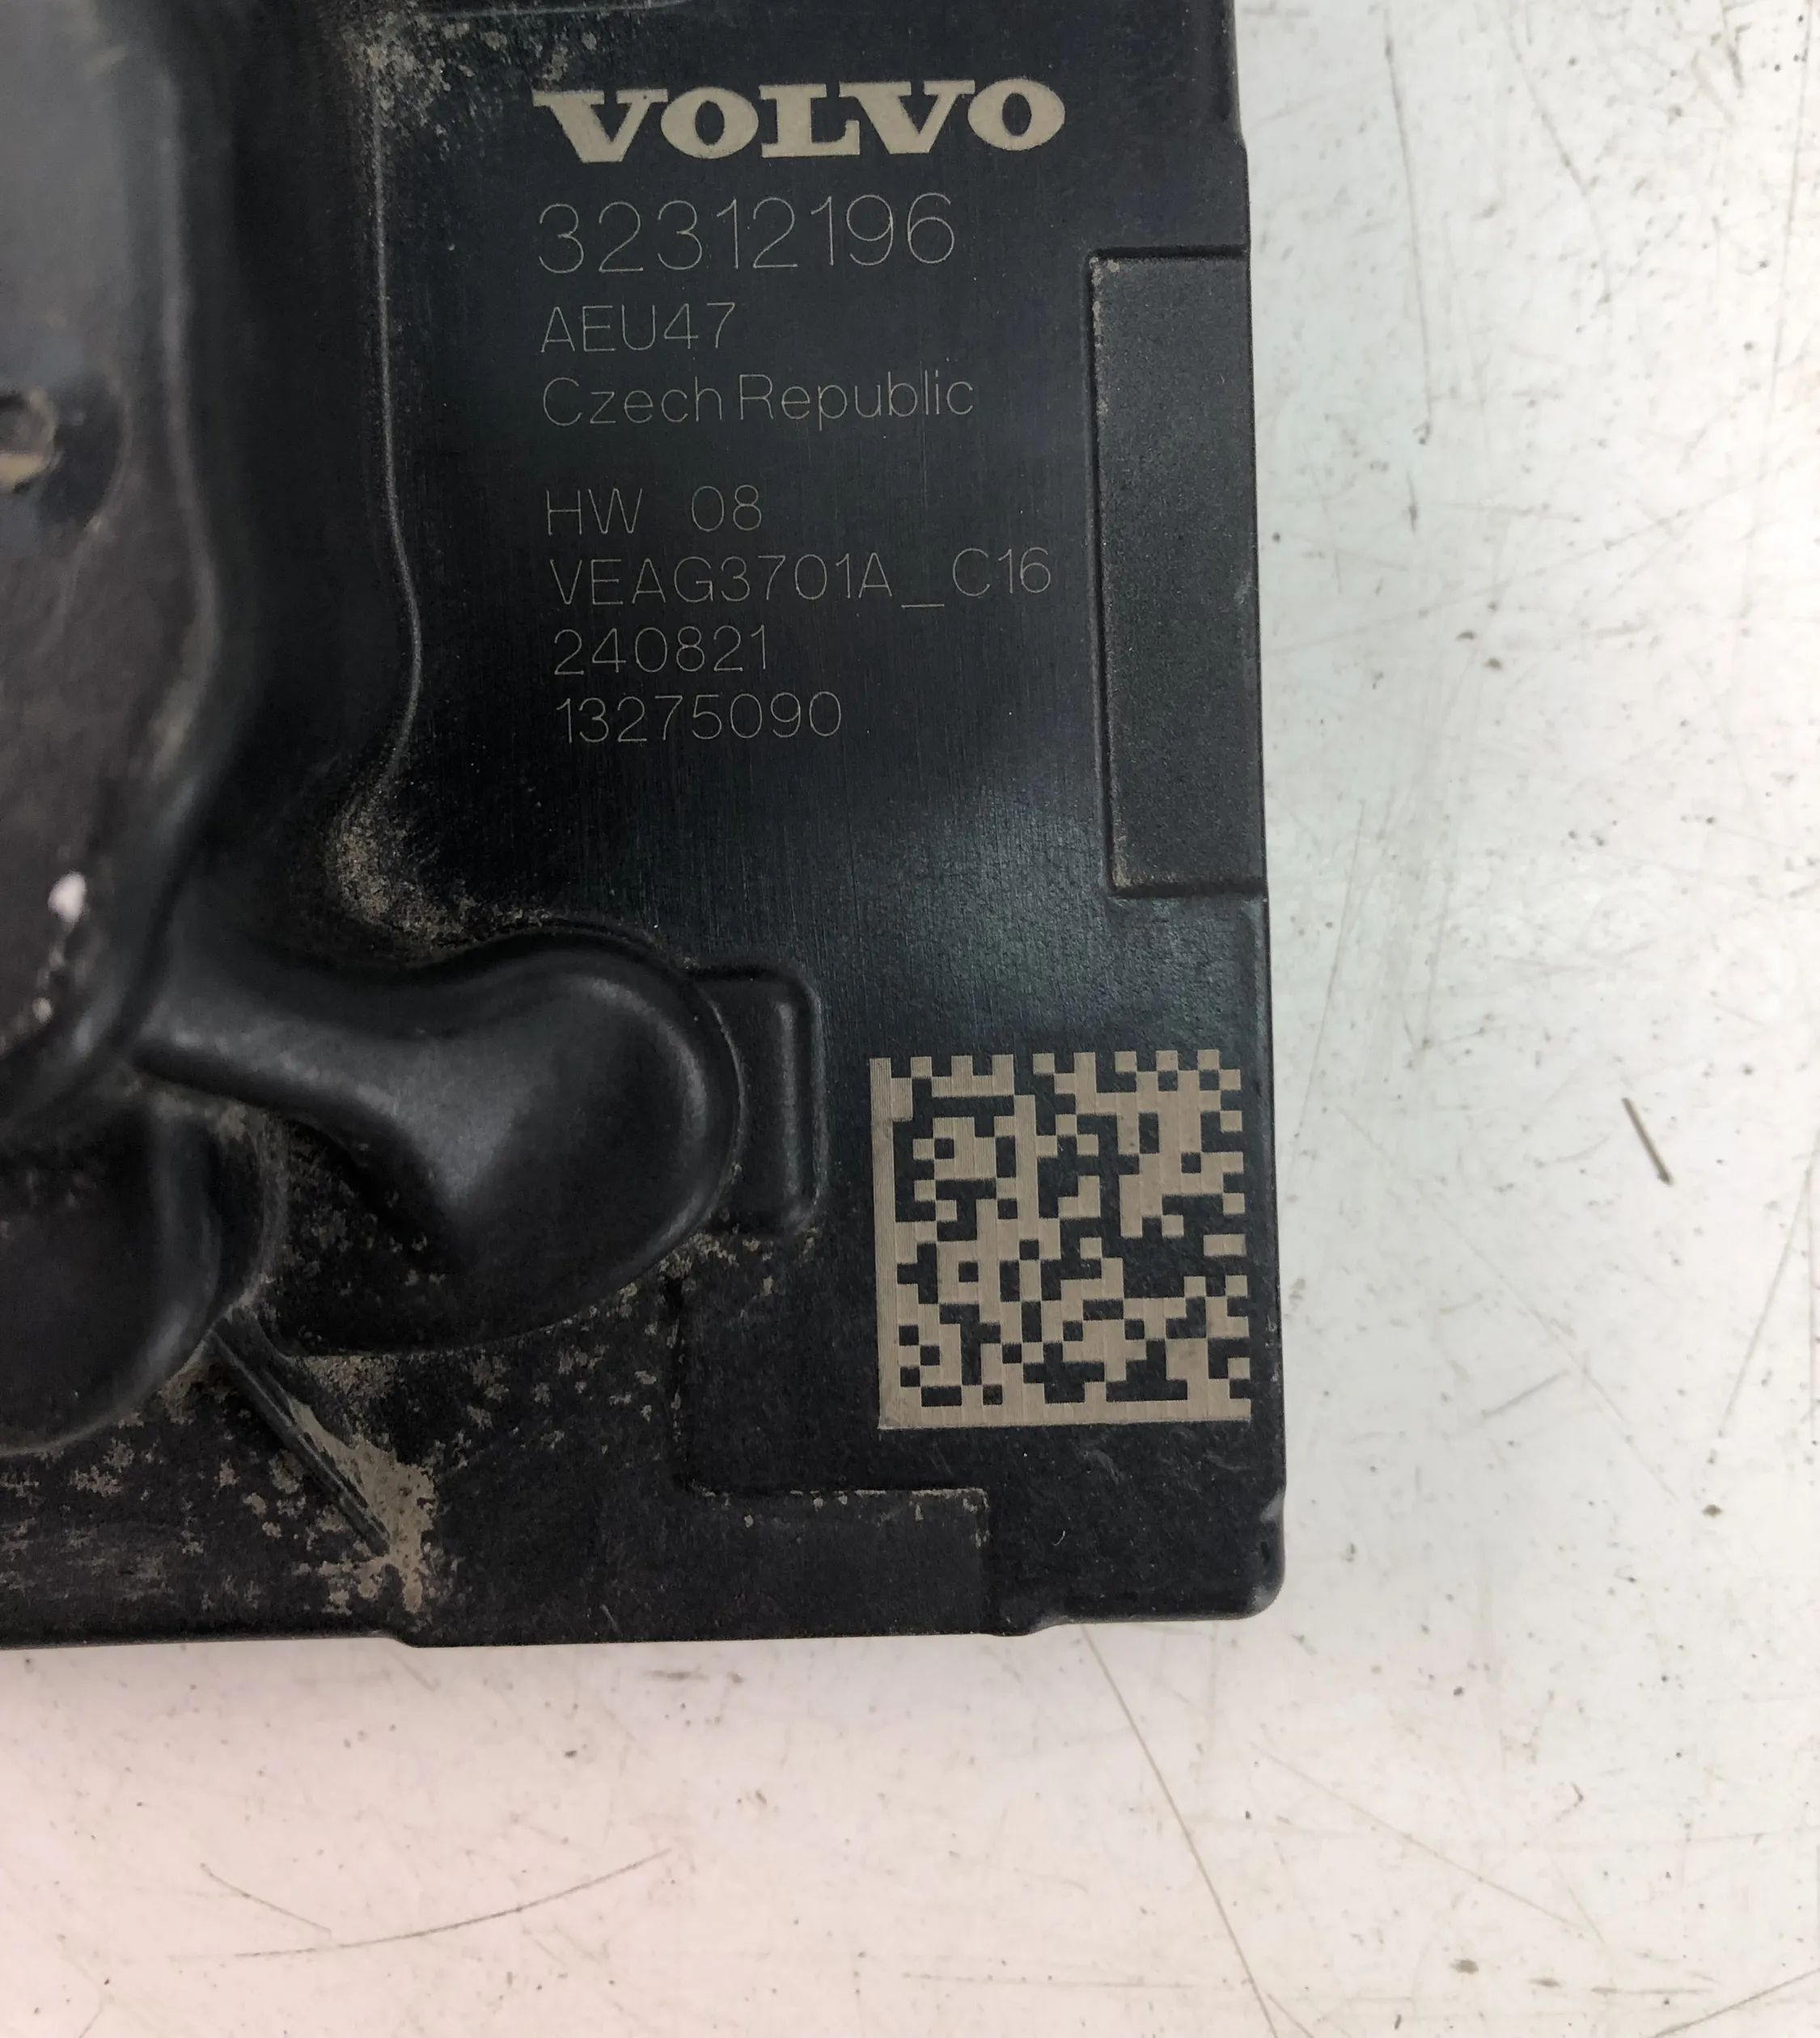 VOLVO
32312196
AEU47
Czech Republic
HW 08
VEAG3701A_C16
240821
13275090